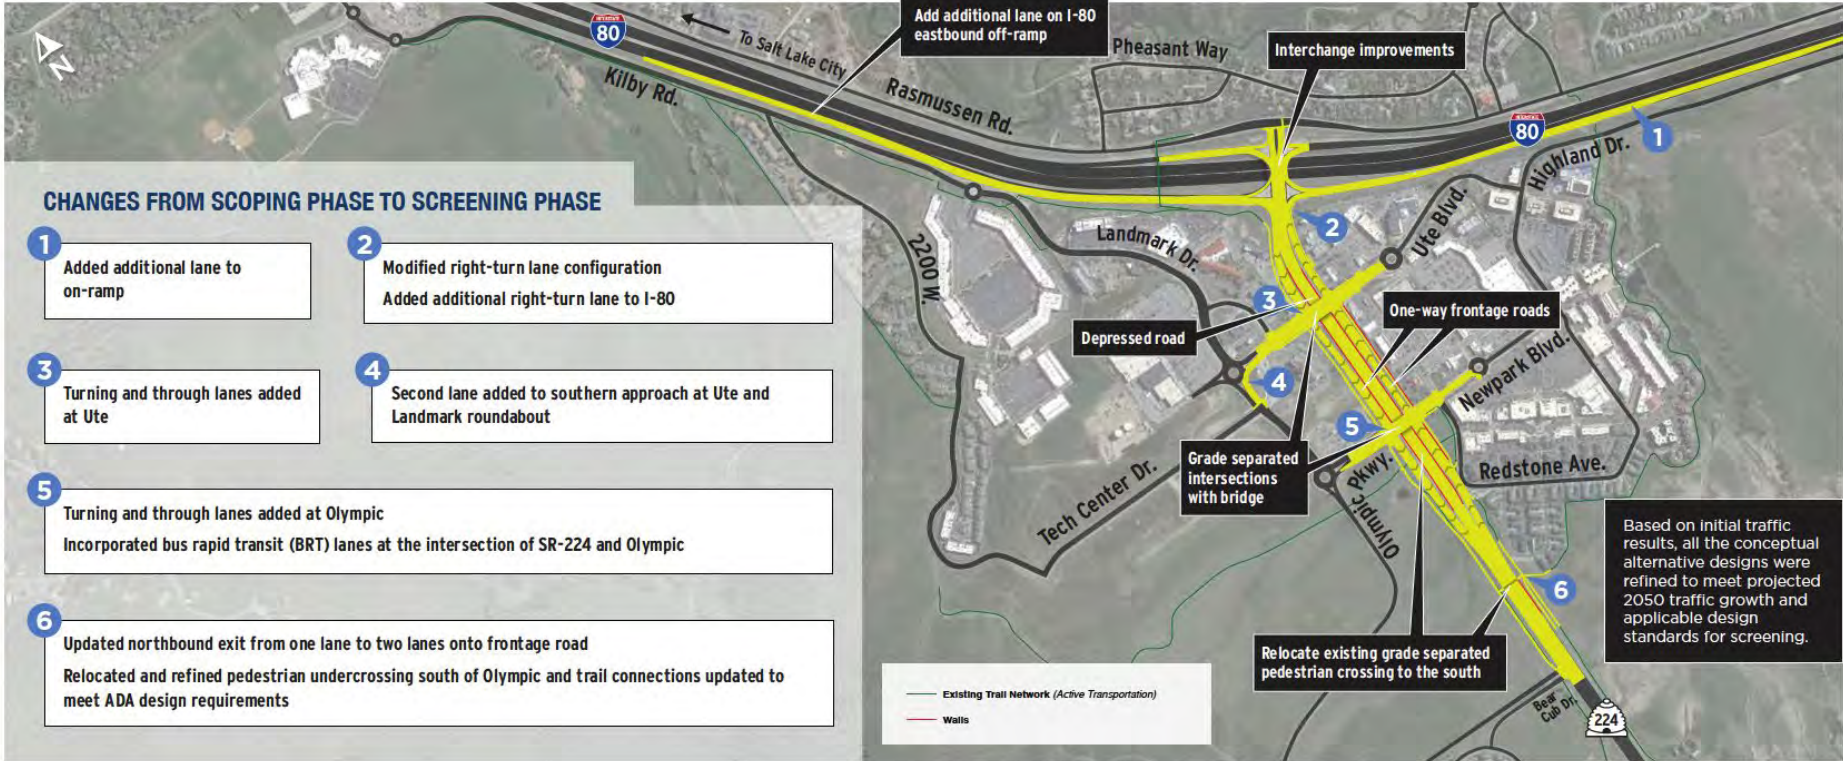 N
INTERSTATE
80
To Salt Lake City
Add additional lane on I-80
eastbound off-ramp
Pheasant Way
Interchange improvements
Kilby Rd.
Rasmussen Rd.
INTERSTATE
80
1
Highland Dr.
CHANGES FROM SCOPING PHASE TO SCREENING PHASE
1
Added additional lane to
on-ramp
2
Modified right-turn lane configuration
Added additional right-turn lane to I-80
3
Turning and through lanes added
at Ute
4
Second lane added to southern approach at Ute and
Landmark roundabout
5
Turning and through lanes added at Olympic
Incorporated bus rapid transit (BRT) lanes at the intersection of SR-224 and Olympic
6
Updated northbound exit from one lane to two lanes onto frontage road
Relocated and refined pedestrian undercrossing south of Olympic and trail connections updated to
meet ADA design requirements
2200 W.
Landmark Dr.
2
Ute Blvd.
3
One-way frontage roads
Depressed road
4
Newpark Blvd.
5
Grade separated
intersections
with bridge
Redstone Ave.
Tech Center Dr.
Olympic Pkwy.
6
Based on initial traffic
results, all the conceptual
alternative designs were
refined to meet projected
2050 traffic growth and
applicable design
standards for screening.
Relocate existing grade separated
pedestrian crossing to the south
Existing Trail Network (Active Transportation)
Walls
Bear
Cub Dr.
224